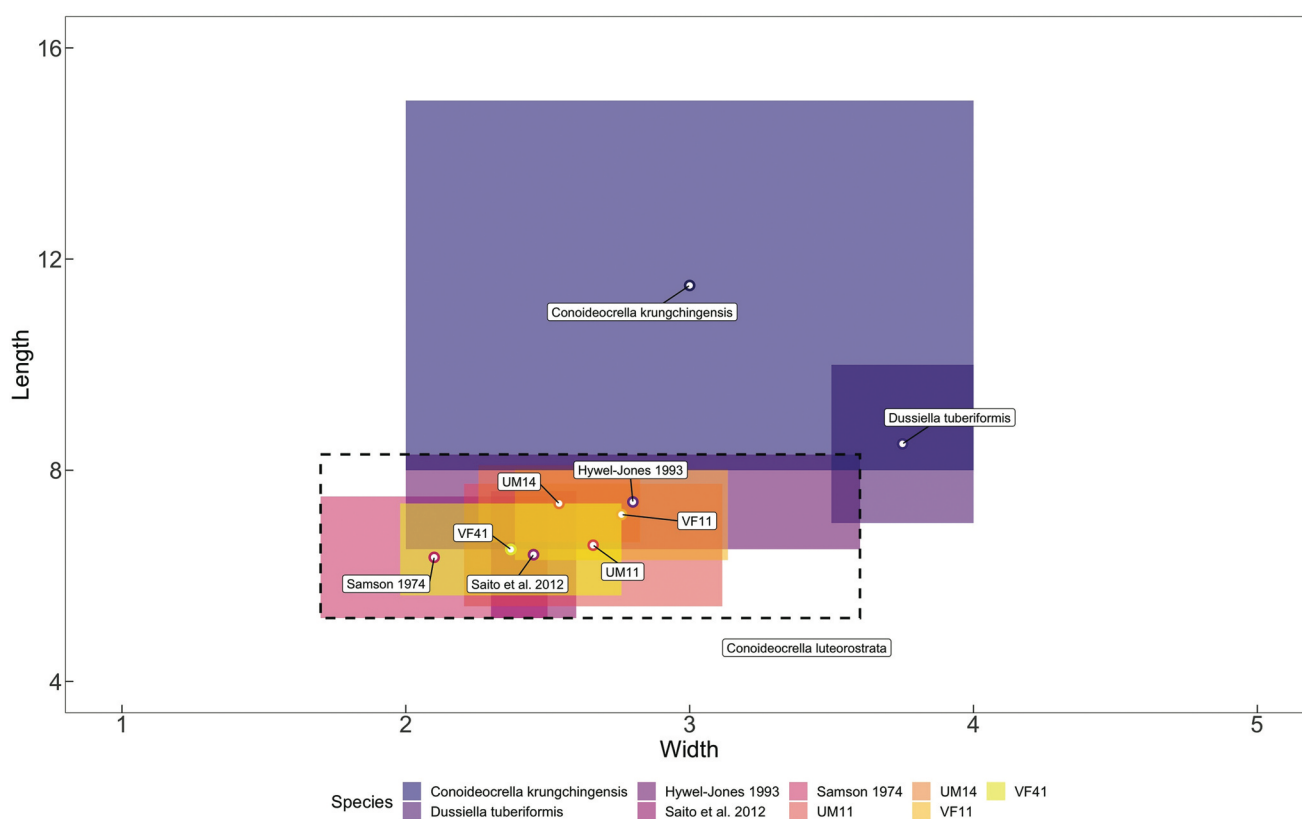 16
12
8
4
Length
Conoideocrella krungchingensis
Dussiella tuberiformis
Hywel-Jones 1993
UM14
VF11
VF41
UM11
Samson 1974
Saito et al. 2012
Conoideocrella luteorostrata
1 2 3 4 5
Width
Species
Conoideocrella krungchingensis Hywel-Jones 1993 Samson 1974 UM14 VF41
Dussiella tuberiformis Saito et al. 2012 UM11 VF11